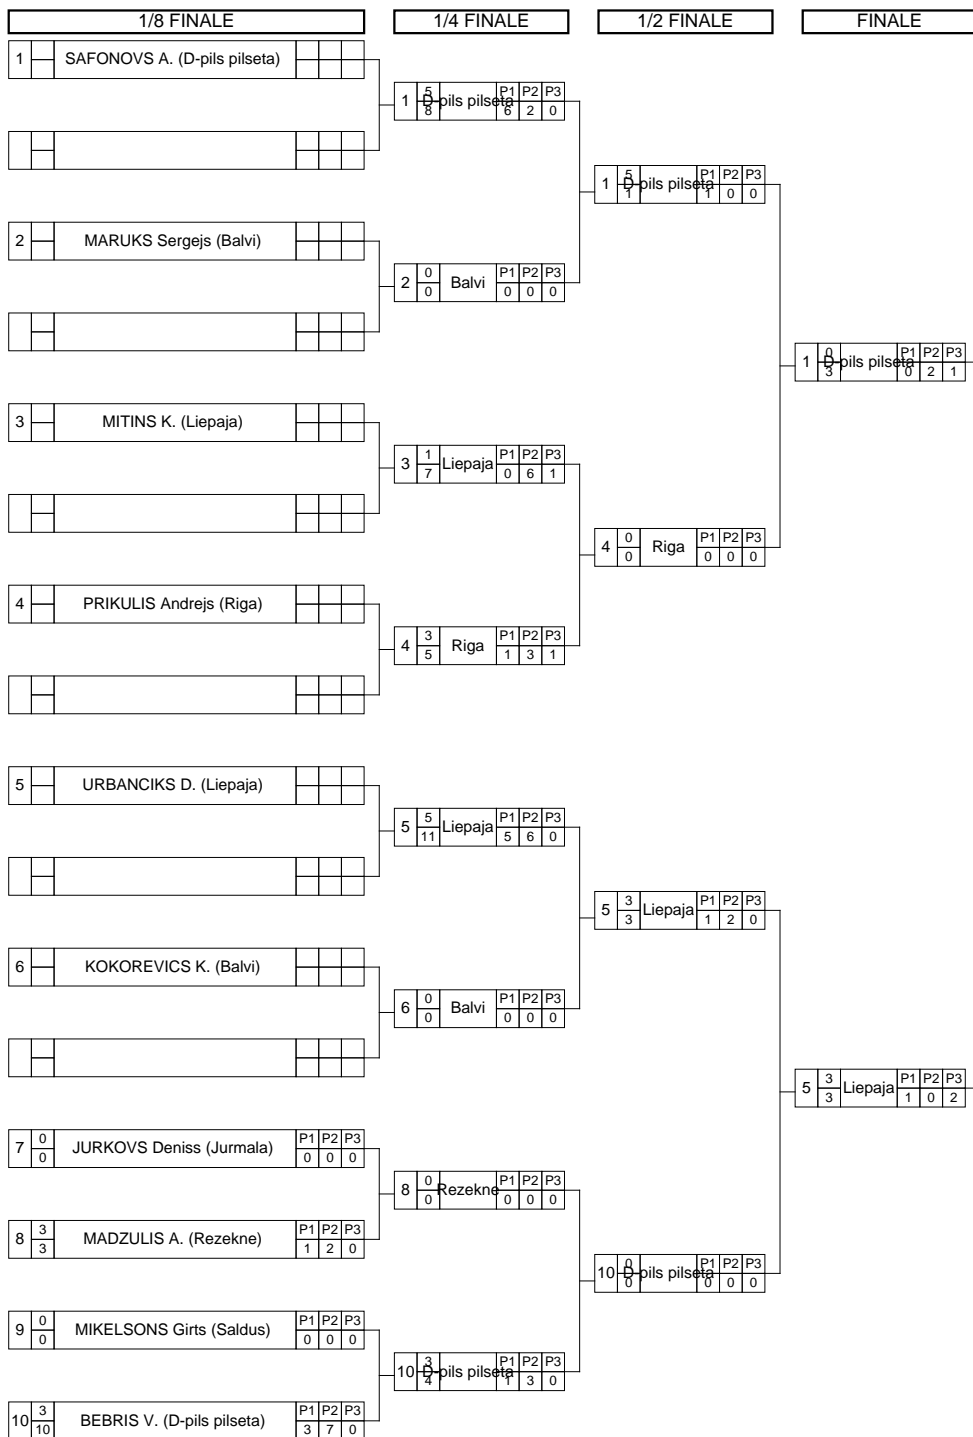 1/8 FINALE 1/4 FINALE 1/2 FINALE FINALE
1 SAFONOVS A. (D-pils pilseta)
1 5 D-pils pilseta P1 P2 P3
8 6 2 0
1 5 D-pils pilseta P1 P2 P3
1 1 0 0
2 MARUKS Sergejs (Balvi)
2 0 Balvi P1 P2 P3
0 0 0 0
1 0 D-pils pilseta P1 P2 P3
3 0 2 1
3 MITINS K. (Liepaja)
3 1 Liepaja P1 P2 P3
7 0 6 1
4 0 Riga P1 P2 P3
0 0 0 0
4 PRIKULIS Andrejs (Riga)
4 3 Riga P1 P2 P3
5 1 3 1
5 URBANCIKS D. (Liepaja)
5 5 Liepaja P1 P2 P3
11 5 6 0
5 3 Liepaja P1 P2 P3
3 1 2 0
6 KOKOREVICS K. (Balvi)
6 0 Balvi P1 P2 P3
0 0 0 0
5 3 Liepaja P1 P2 P3
3 1 0 2
7 0 JURKOVS Deniss (Jurmala) P1 P2 P3
0 0 0 0
8 0 Rezekne P1 P2 P3
0 0 0 0
8 3 MADZULIS A. (Rezekne) P1 P2 P3
3 1 2 0
10 0 D-pils pilseta P1 P2 P3
0 0 0 0
9 0 MIKELSONS Girts (Saldus) P1 P2 P3
0 0 0 0
10 3 D-pils pilseta P1 P2 P3
4 1 3 0
10 3 BEBRIS V. (D-pils pilseta) P1 P2 P3
10 3 7 0